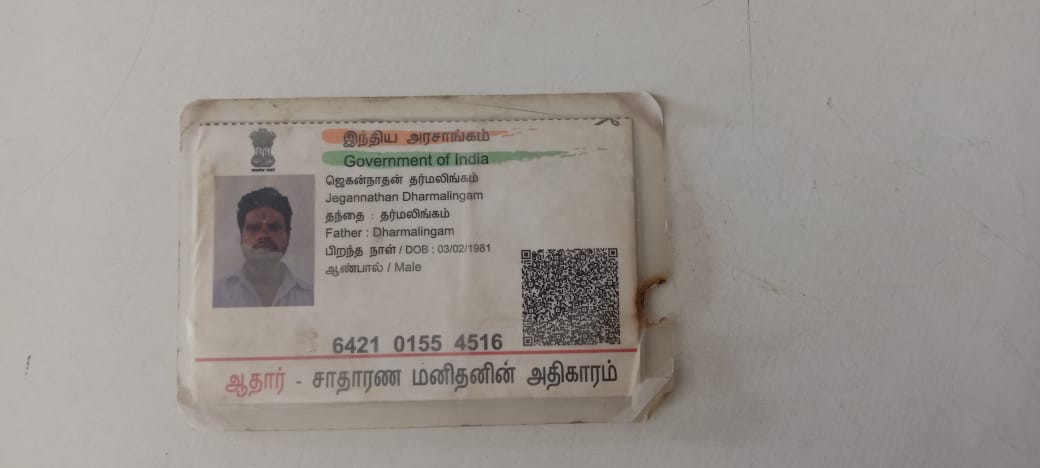 இந்திய அரசாங்கம்
Government of India
ஜெகன்நாதன் தர்மலிங்கம்
Jegannathan Dharmalingam
தந்தை : தர்மலிங்கம்
Father : Dharmalingam
பிறந்த நாள் / DOB : 03/02/1981
ஆண்பால் / Male
6421 0155 4516
ஆதார் - சாதாரண மனிதனின் அதிகாரம்